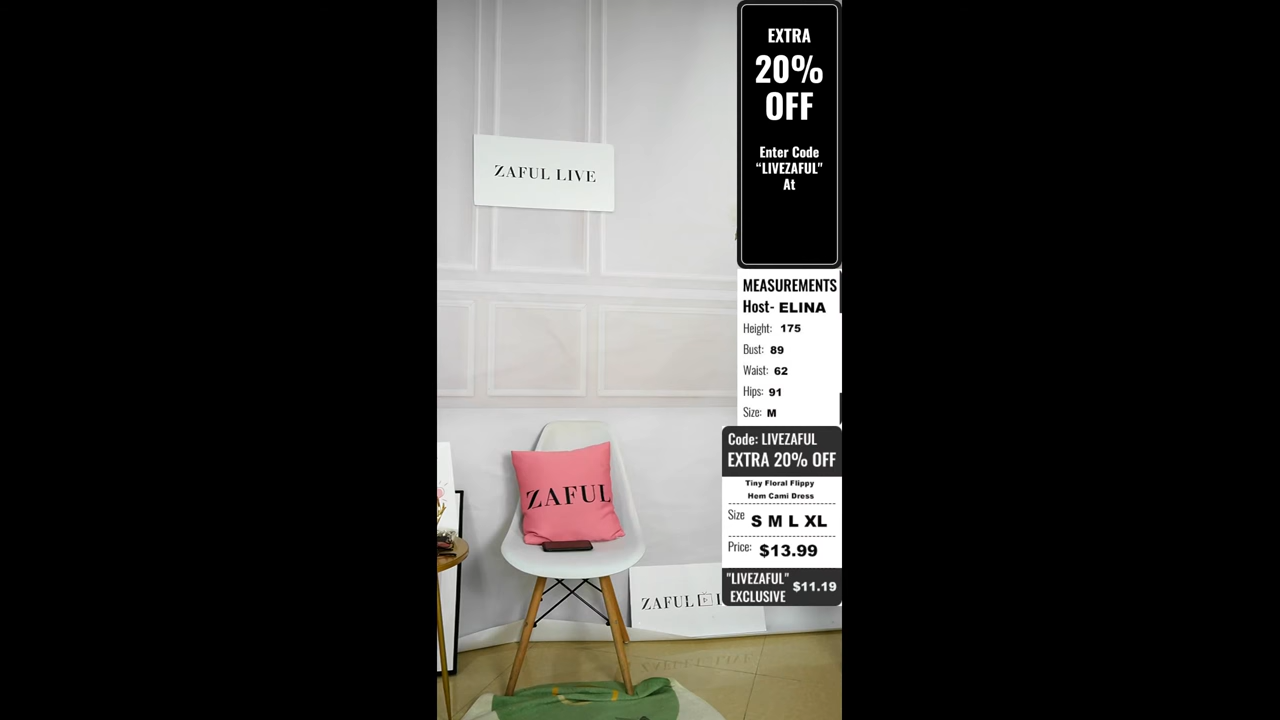 EXTRA
20%
OFF
Enter Code
“LIVEZAFUL”
At
ZAFUL LIVE
MEASUREMENTS
Host- ELINA
Height: 175
Bust: 89
Waist: 62
Hips: 91
Size: M
Code: LIVEZAFUL
EXTRA 20% OFF
Tiny Floral Flippy
Hem Cami Dress
Size S M L XL
Price: $13.99
"LIVEZAFUL"
EXCLUSIVE $11.19
ZAFUL
ZAFUL